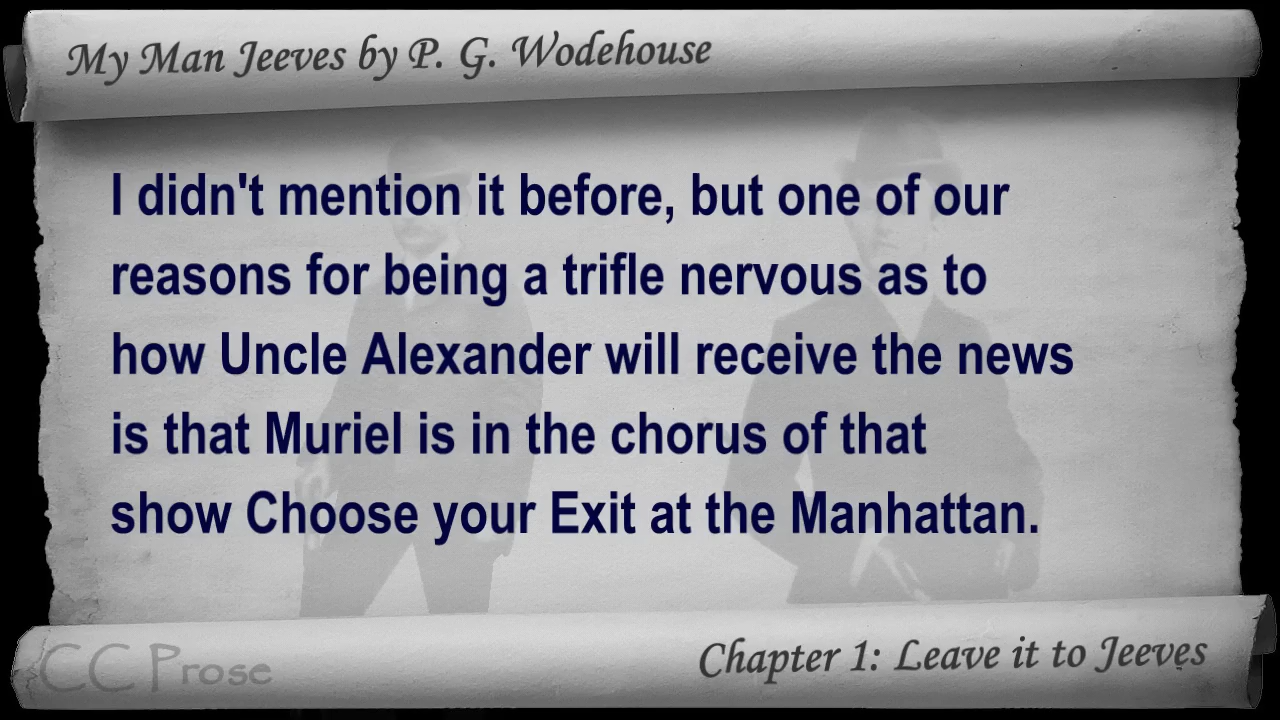 My Man Jeeves by P. G. Wodehouse
I didn't mention it before, but one of our
reasons for being a trifle nervous as to
how Uncle Alexander will receive the news
is that Muriel is in the chorus of that
show Choose your Exit at the Manhattan.
CC Prose
Chapter 1: Leave it to Jeeves